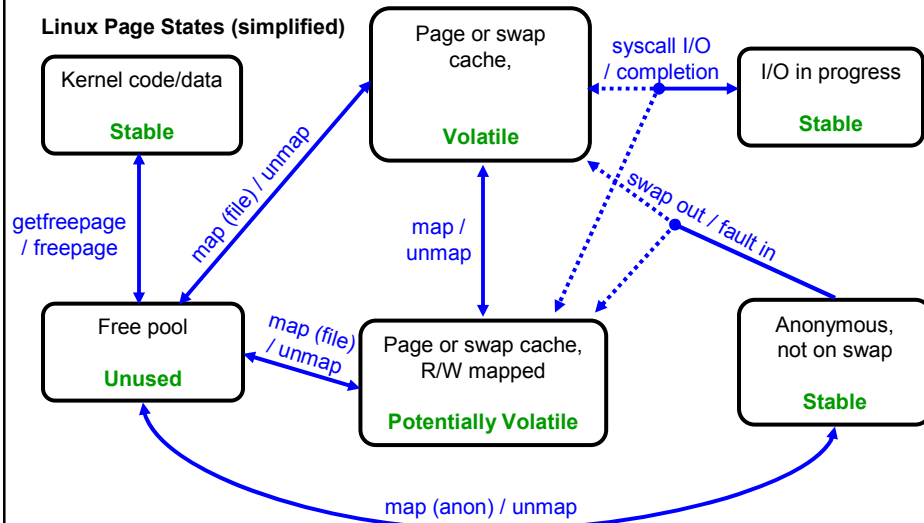 Linux Page States (simplified)
Kernel code/data
Stable
Page or swap
cache,
Volatile
syscall I/O
/ completion
I/O in progress
Stable
getfreepage
/ freepage
map (file) / unmap
map /
unmap
swap out / fault in
Free pool
Unused
map (file)
/ unmap
Page or swap cache,
R/W mapped
Potentially Volatile
Anonymous,
not on swap
Stable
map (anon) / unmap